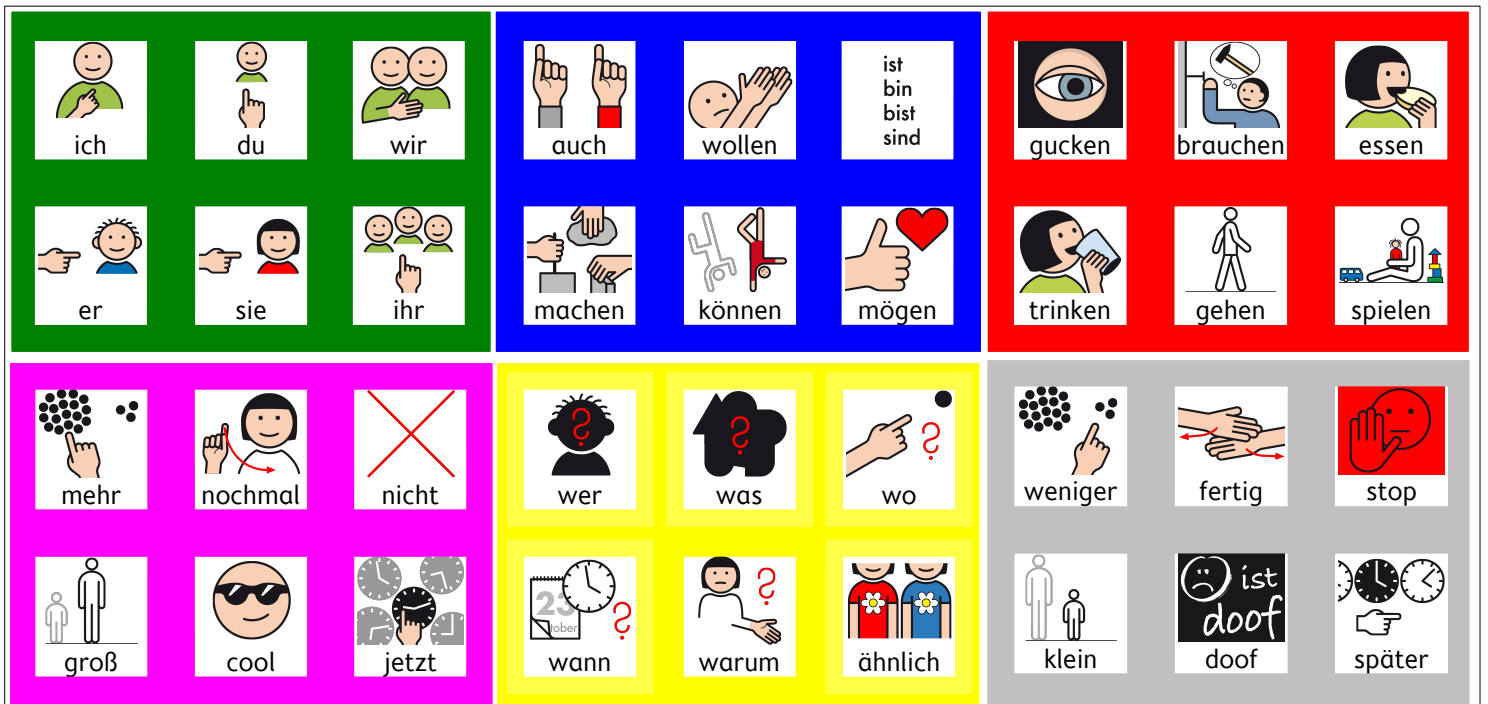 ich
du
wir
er
sie
ihr
auch
wollen
ist
bin
bist
sind
machen
können
mögen
gucken
brauchen
essen
trinken
gehen
spielen
mehr
nochmal
nicht
groß
cool
jetzt
wer
was
wo
23
tober
wann
warum
ähnlich
weniger
fertig
stop
klein
ist
doof
doof
später